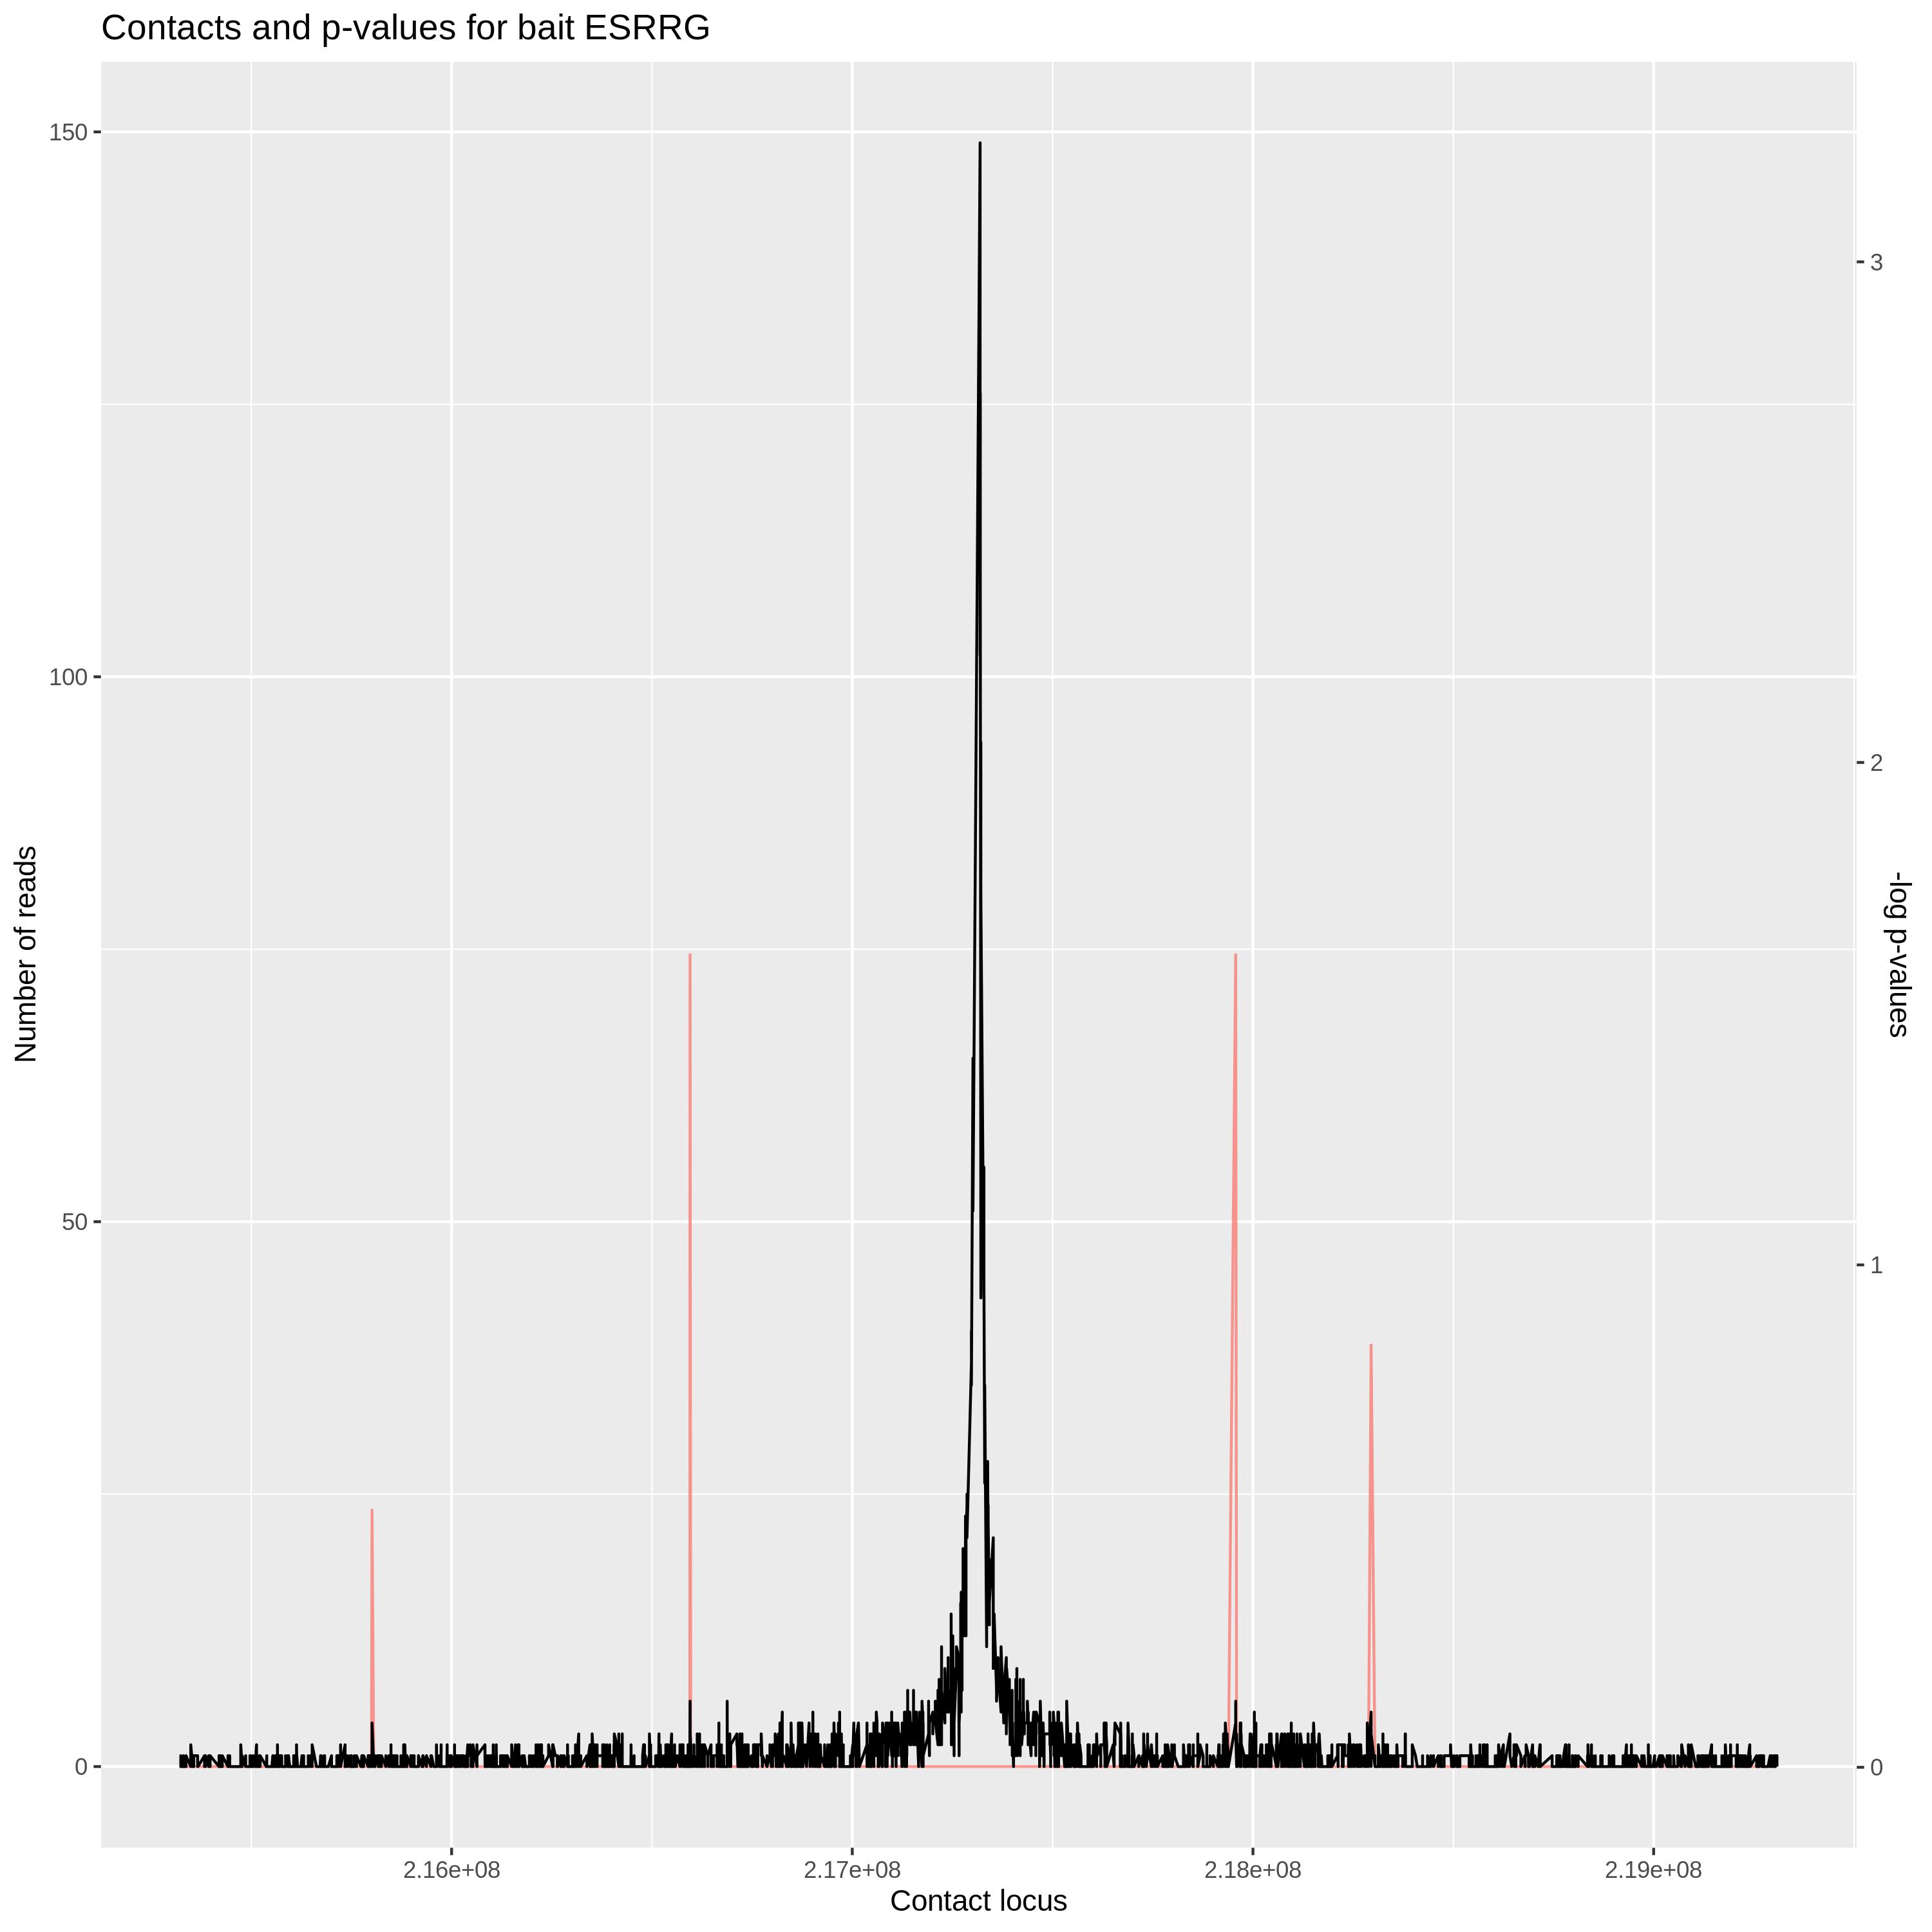 Contacts and p-values for bait ESRRG
150
100
50
0
Number of reads
3
2
1
0
-log p-values
2.16e+08
2.17e+08
2.18e+08
2.19e+08
Contact locus